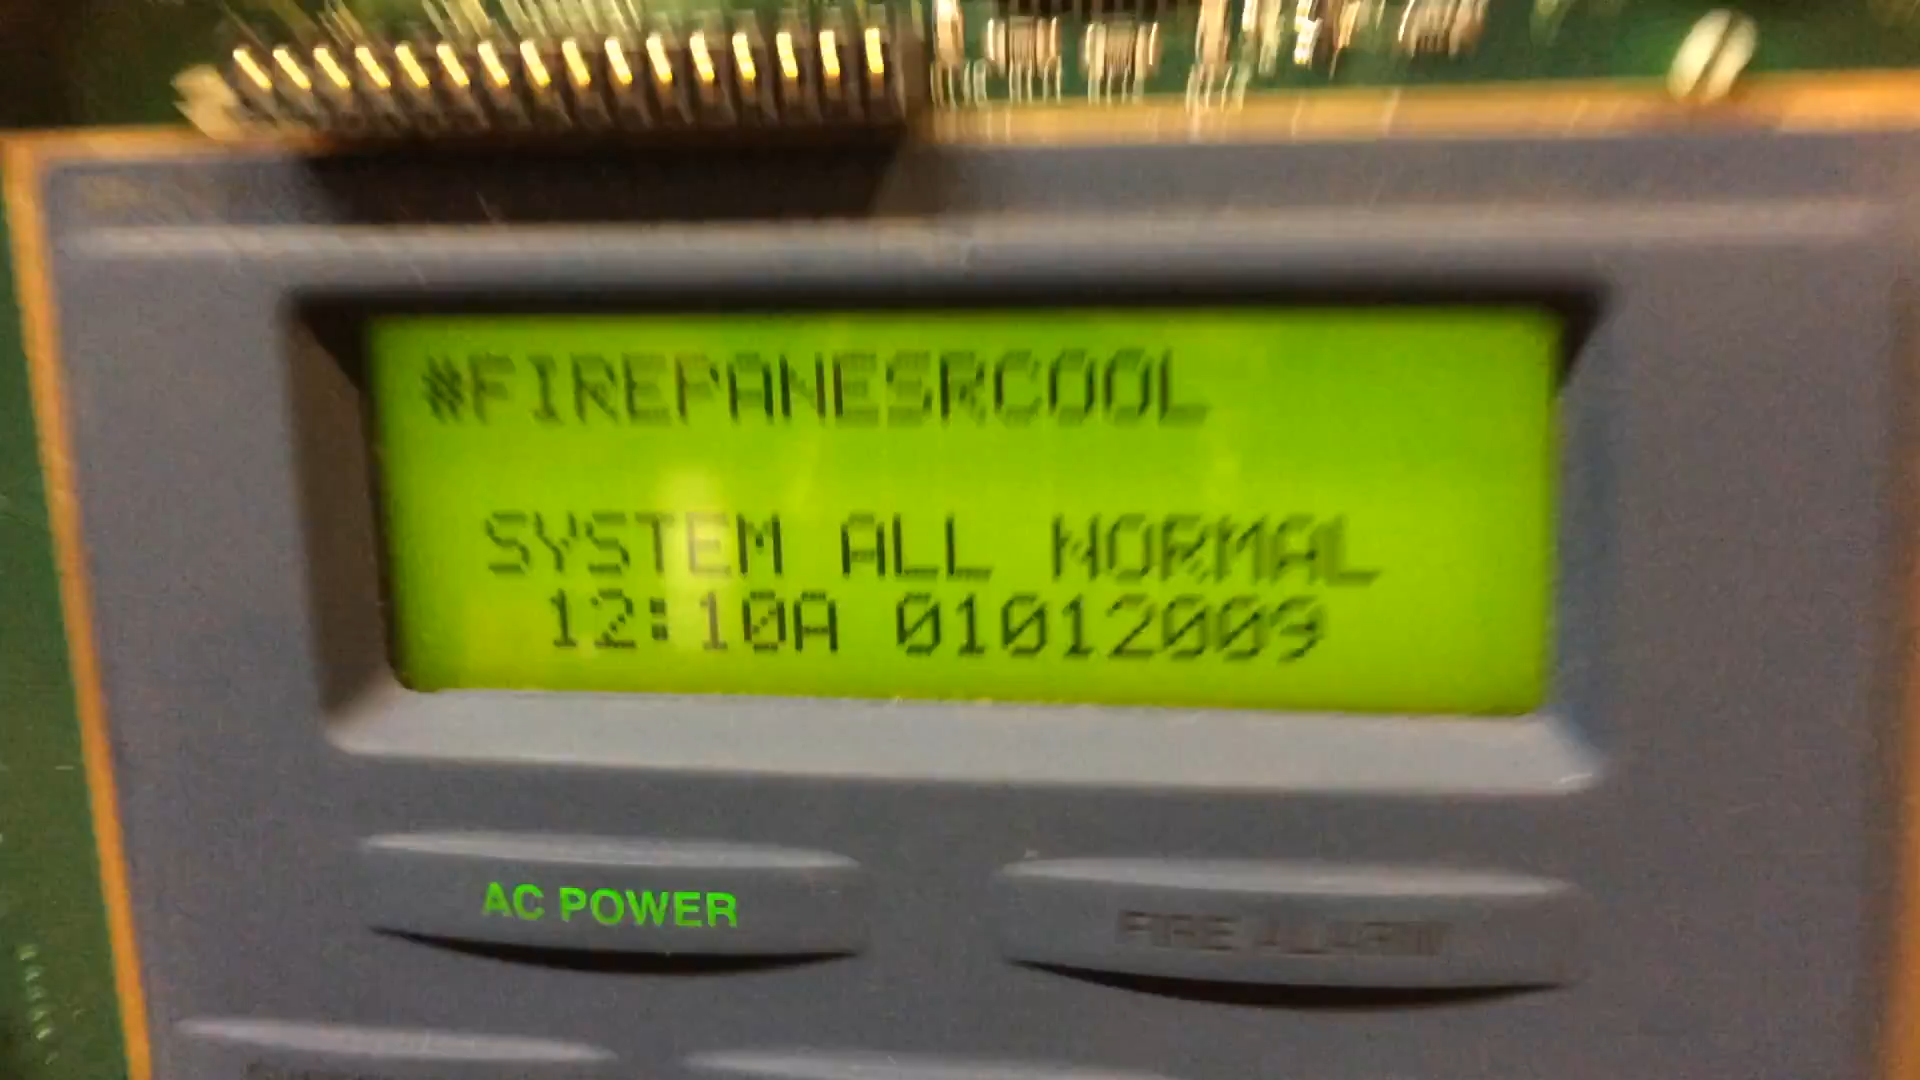 #FIREPANESRCOOL
SYSTEM ALL NORMAL
12:10A 01012009
AC POWER
FIRE ALARM